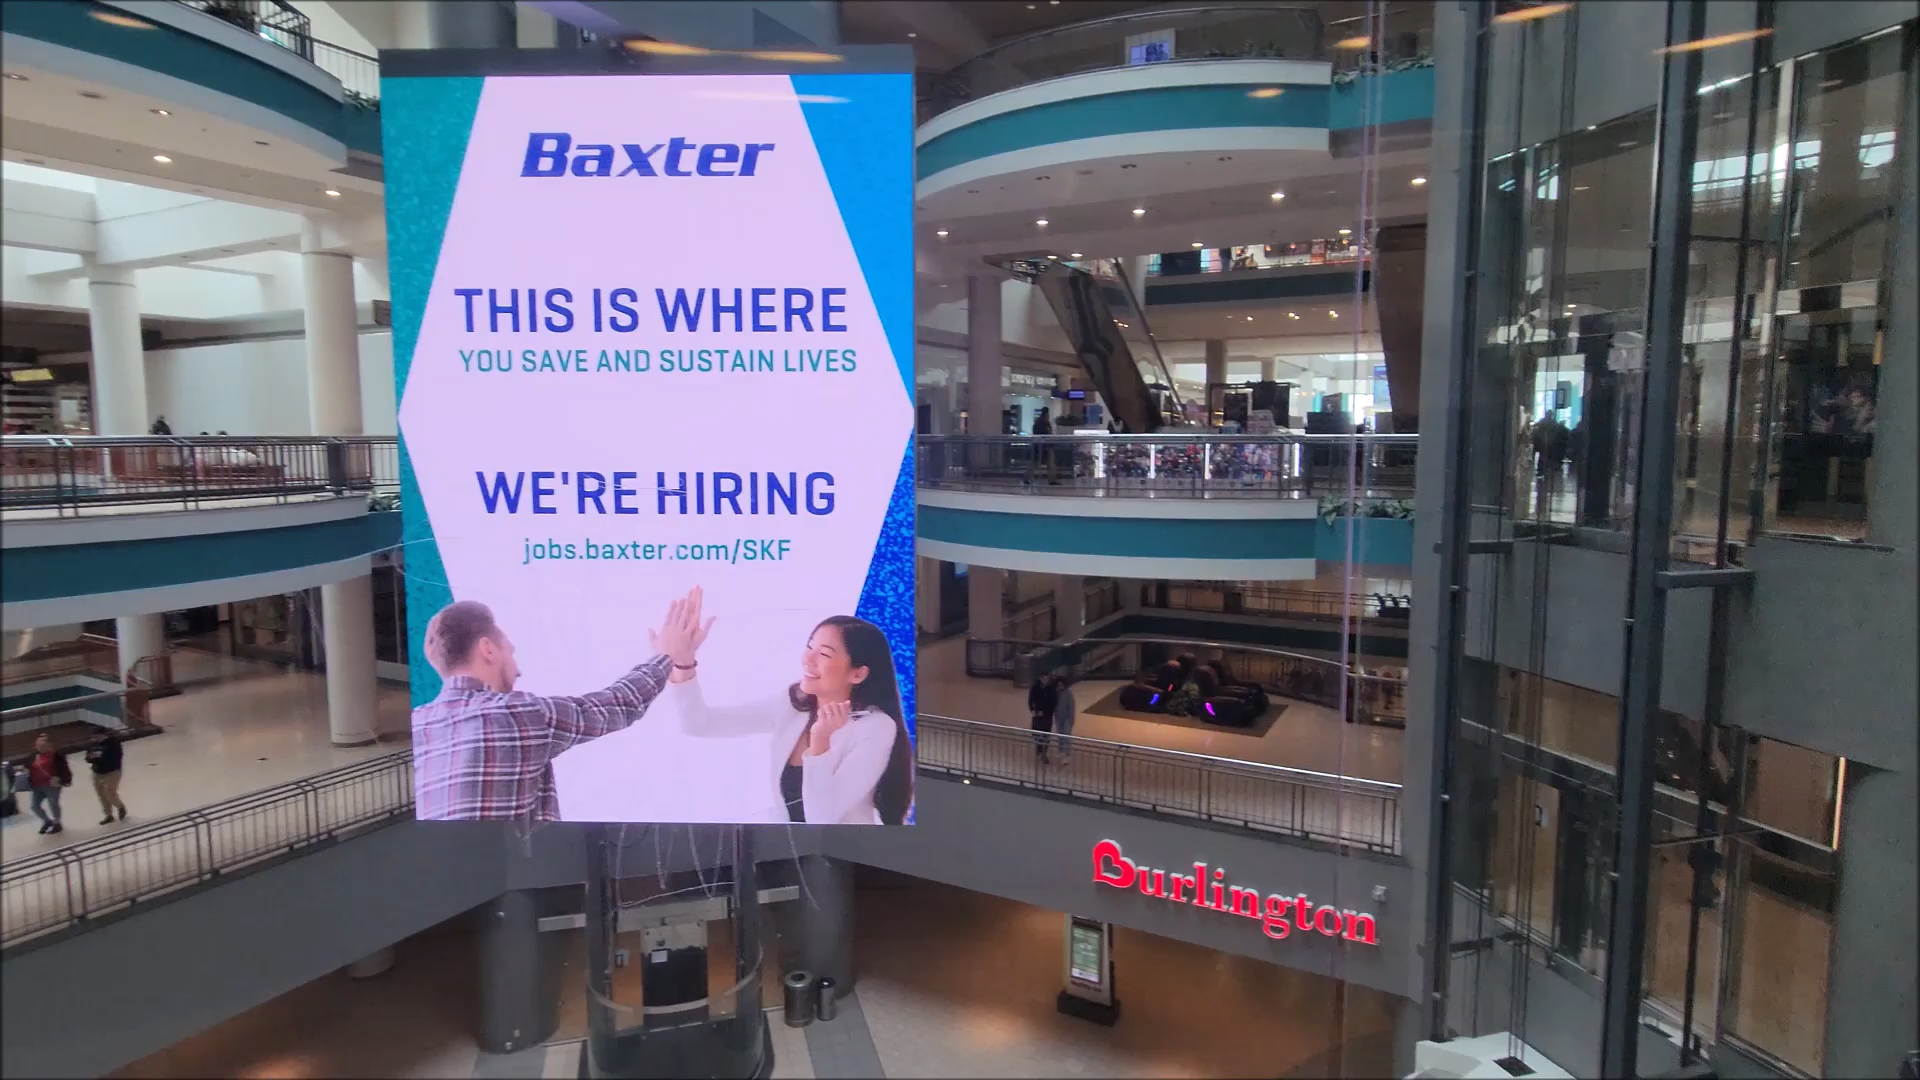 Baxter
THIS IS WHERE
YOU SAVE AND SUSTAIN LIVES
WE'RE HIRING
jobs.baxter.com/SKF
Burlington